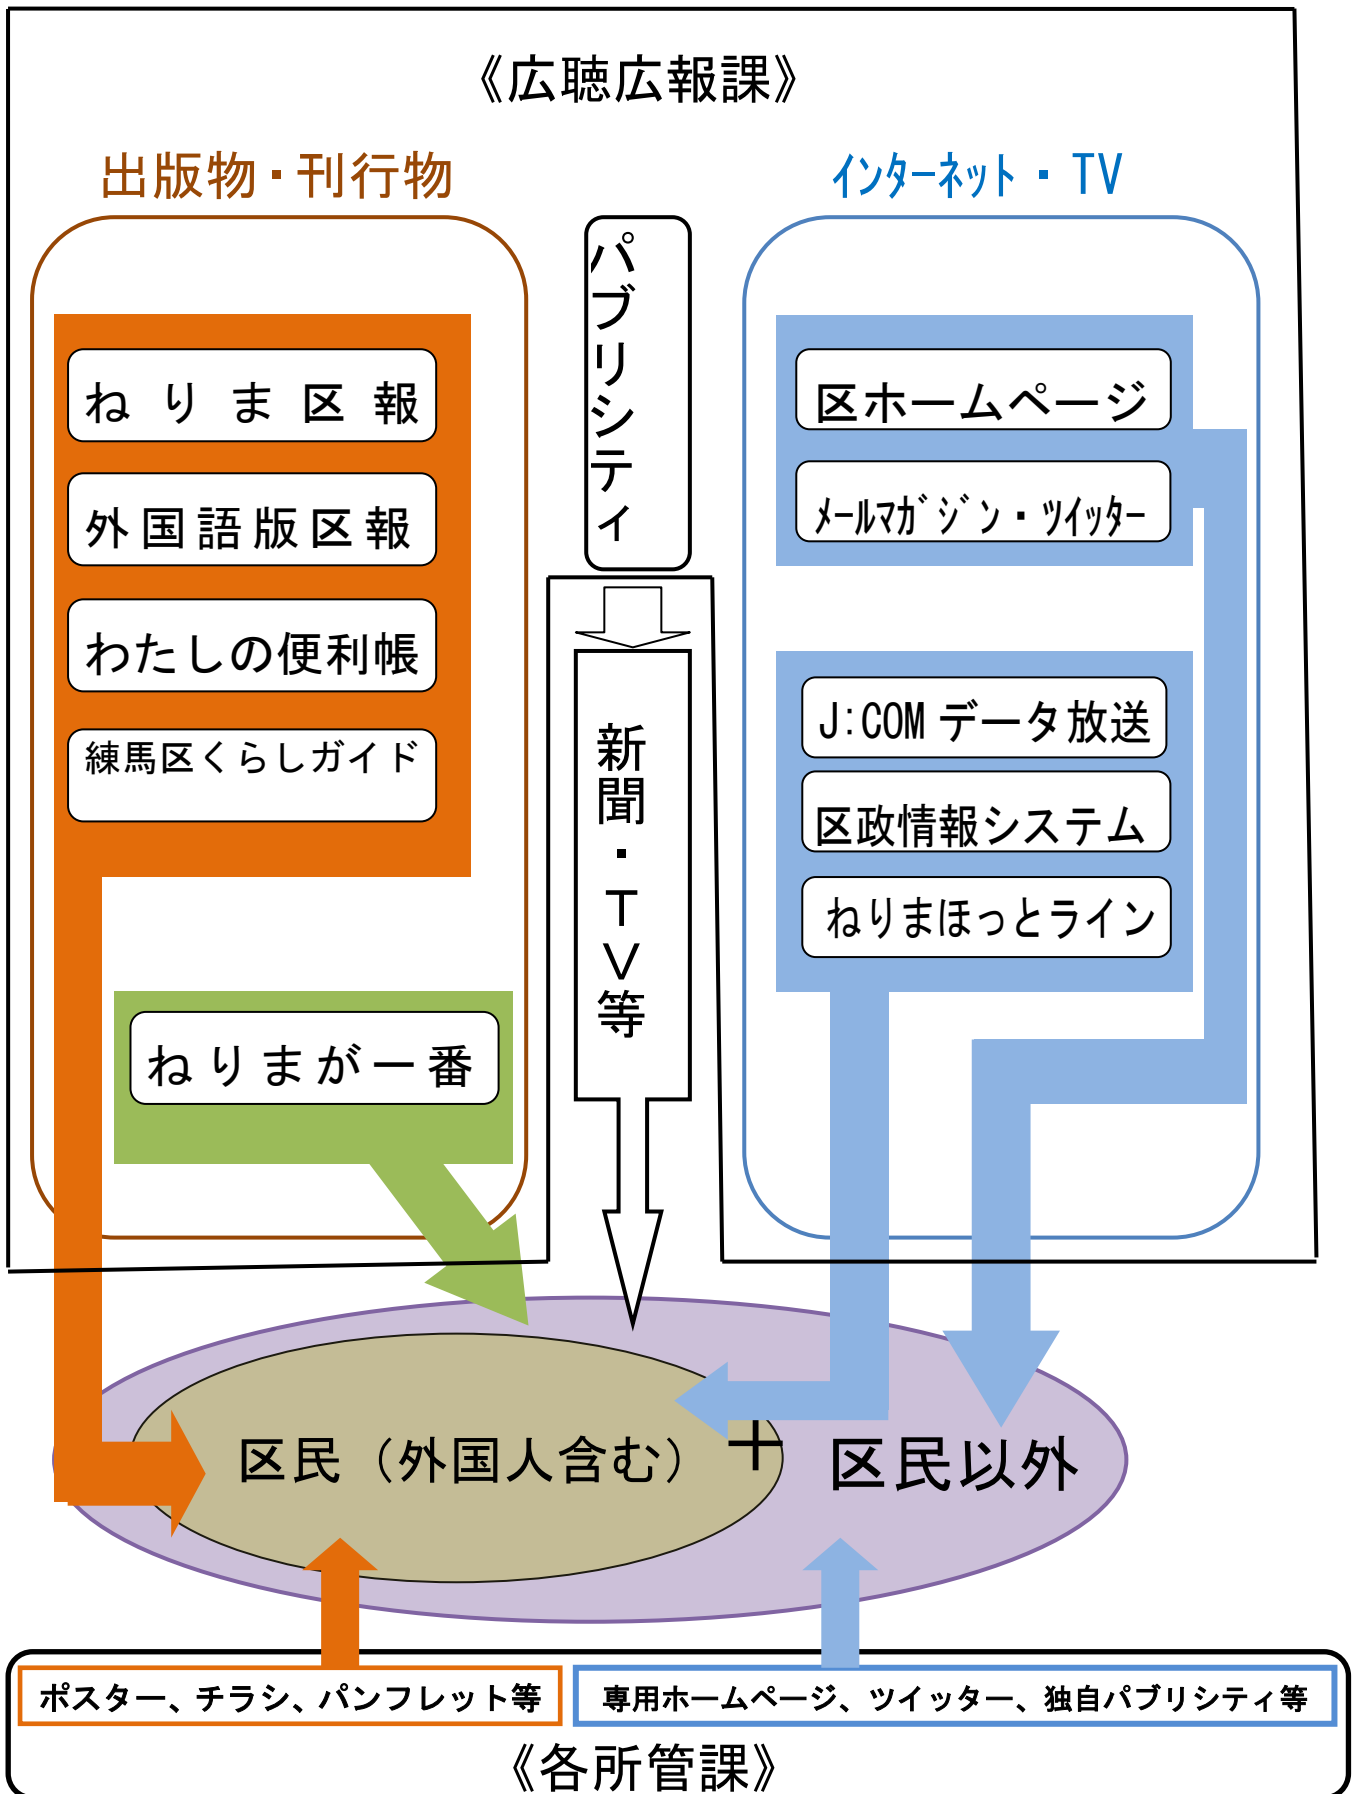 《広聴広報課》
出版物・刊行物
ねりま区報
外国語版区報
わたしの便利帳
練馬区くらしガイド
ねりまが一番
パブリシティ
新聞・TV等
ｲﾝﾀｰﾈｯﾄ・TV
区ホームページ
ﾒｰﾙﾏｶﾞｼﾞﾝ・ﾂｲｯﾀｰ
J:COMデータ放送
区政情報システム
ねりまほっとライン
区民（外国人含む）
＋
区民以外
ポスター、チラシ、パンフレット等
専用ホームページ、ツイッター、独自パブリシティ等
《各所管課》